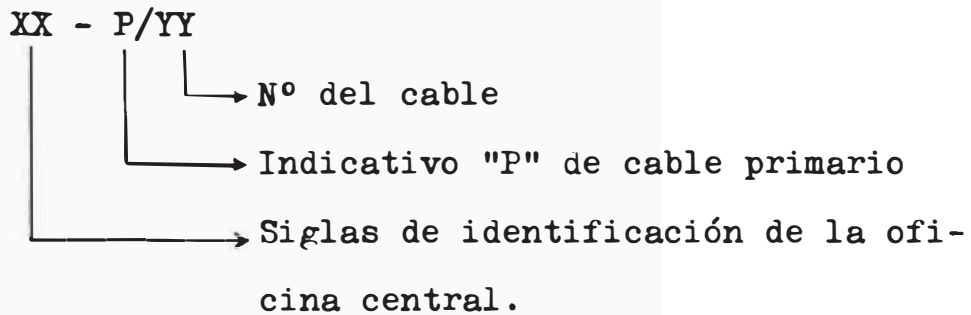 XX - P/YY
Nº del cable
Indicativo "P" de cable primario
Siglas de identificación de la ofi-
cina central.